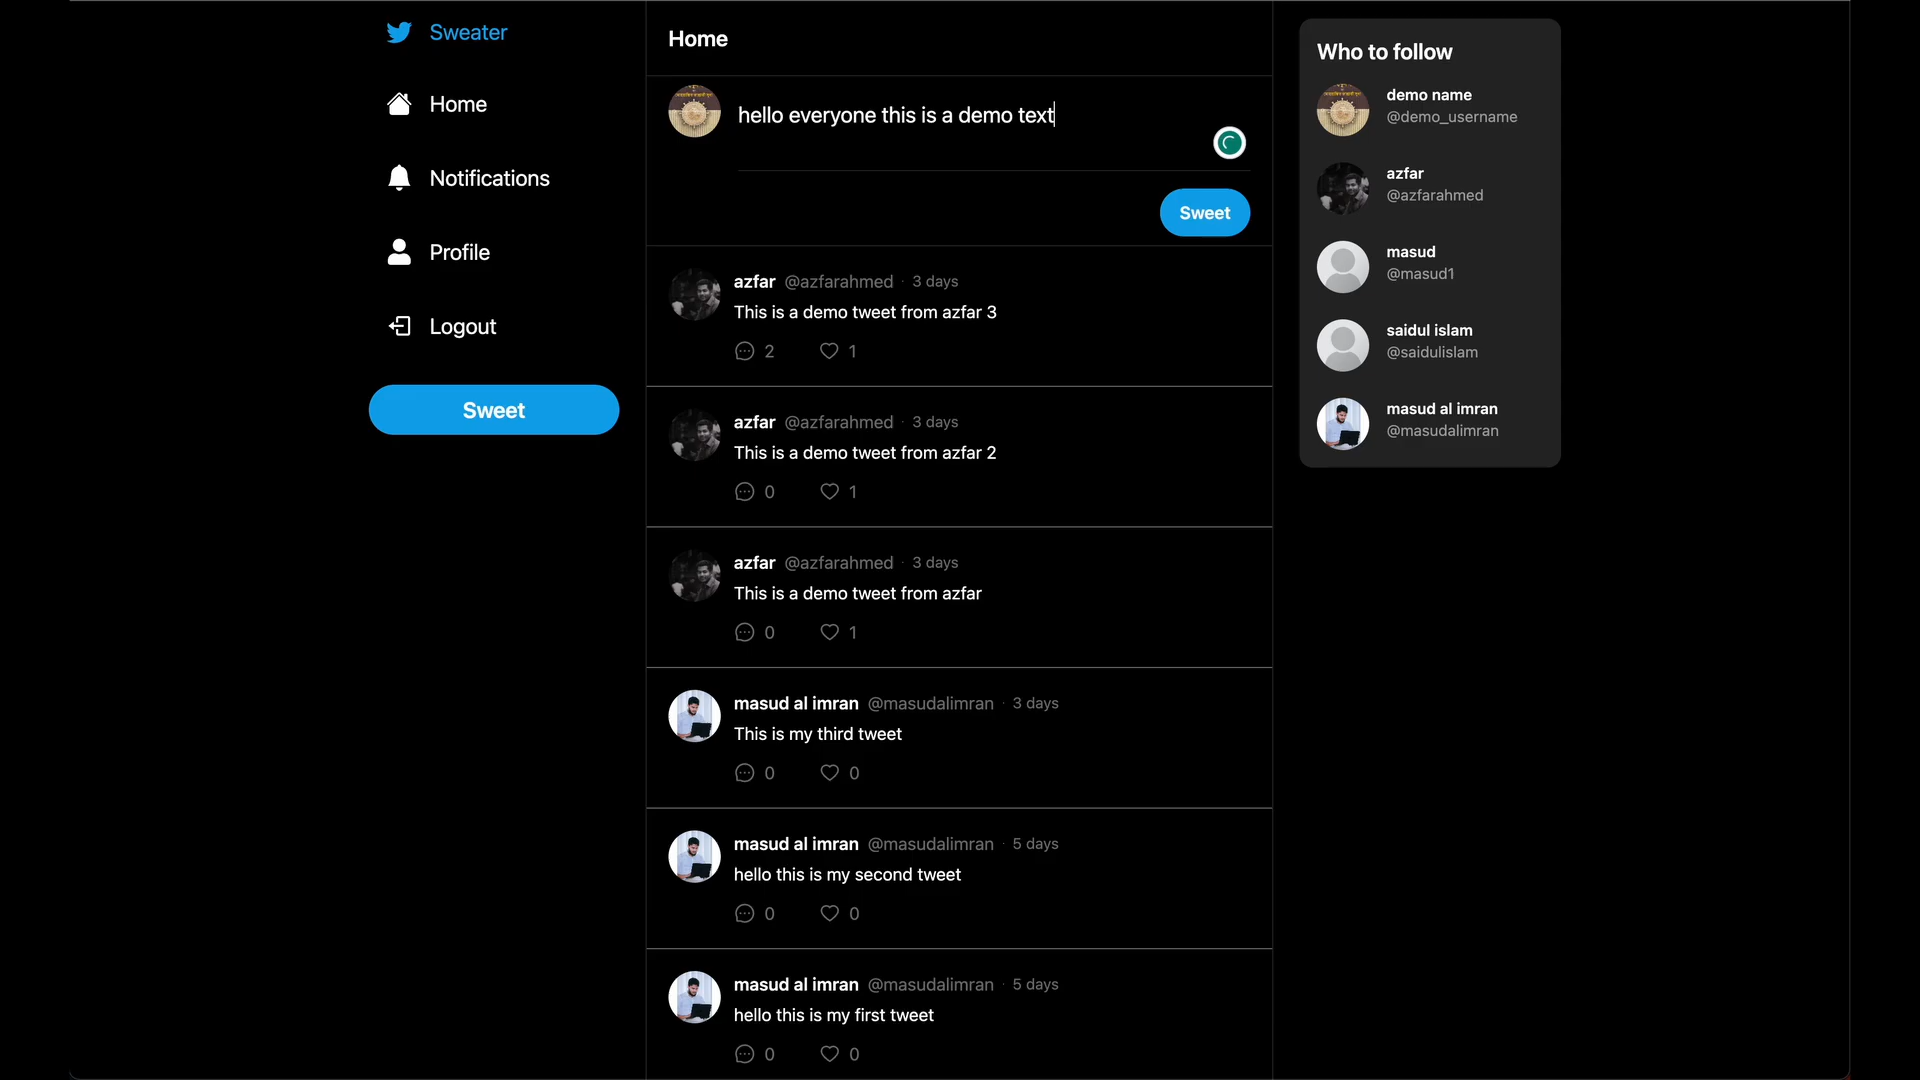 Sweater
Home
Notifications
Profile
Logout
Sweet
Home
hello everyone this is a demo text
Sweet
azfar @azfarahmed · 3 days
This is a demo tweet from azfar 3
2 1
azfar @azfarahmed · 3 days
This is a demo tweet from azfar 2
0 1
azfar @azfarahmed · 3 days
This is a demo tweet from azfar
0 1
masud al imran @masudalimran · 3 days
This is my third tweet
0 0
masud al imran @masudalimran · 5 days
hello this is my second tweet
0 0
masud al imran @masudalimran · 5 days
hello this is my first tweet
0 0
Who to follow
demo name
@demo_username
azfar
@azfarahmed
masud
@masud1
saidul islam
@saidulislam
masud al imran
@masudalimran